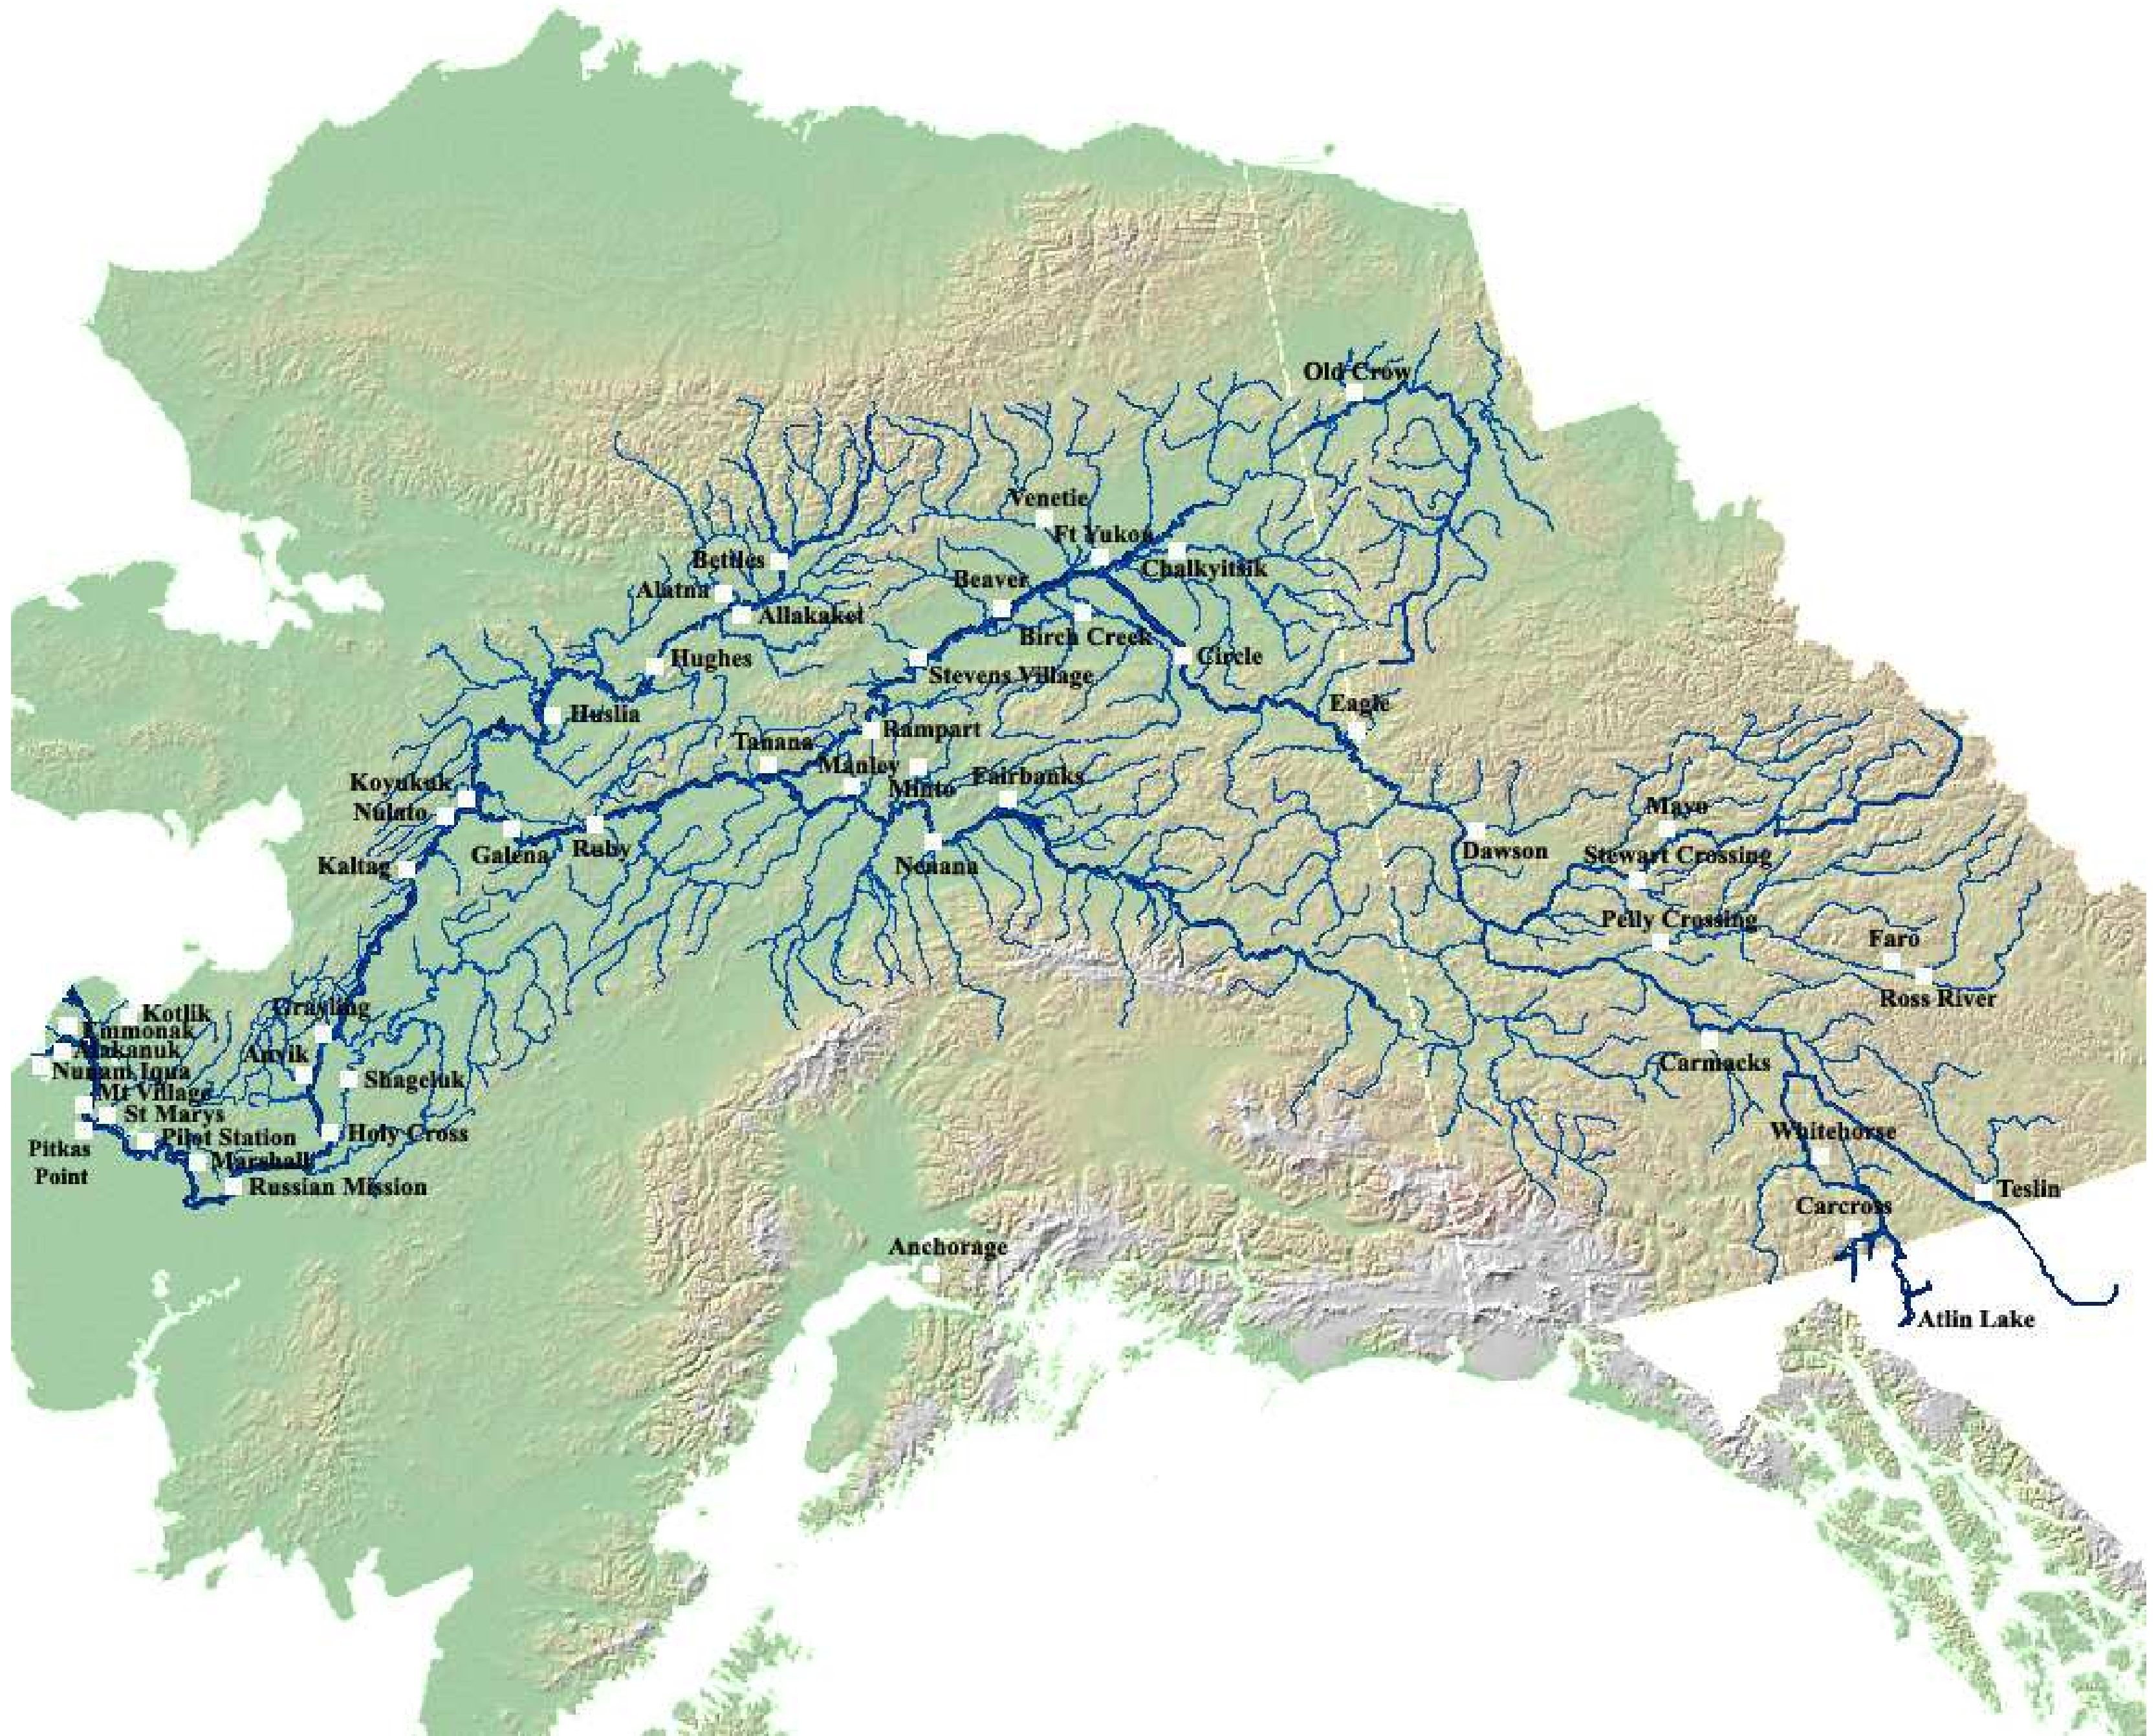 Old Crow
Venetie
Ft Yukon
Bettles
Chalkyitsik
Beaver
Alatna
Allakaket
Birch Creek
Hughes
Circle
Stevens Village
Eagle
Huslia
Rampart
Tanana
Manley
Fairbanks
Koyukuk
Minto
Mayo
Nulato
Galena
Ruby
Dawson
Stewart Crossing
Kaltag
Nenana
Pelly Crossing
Faro
Ross River
Grayling
Kotlik
Emmonak
Alakanuk
Anvik
Carmacks
Nunam Iqua
Shageluk
Mt Village
St Marys
Whitehorse
Holy Cross
Pilot Station
Pitkas
Point
Marshall
Russian Mission
Teslin
Carcross
Anchorage
Atlin Lake